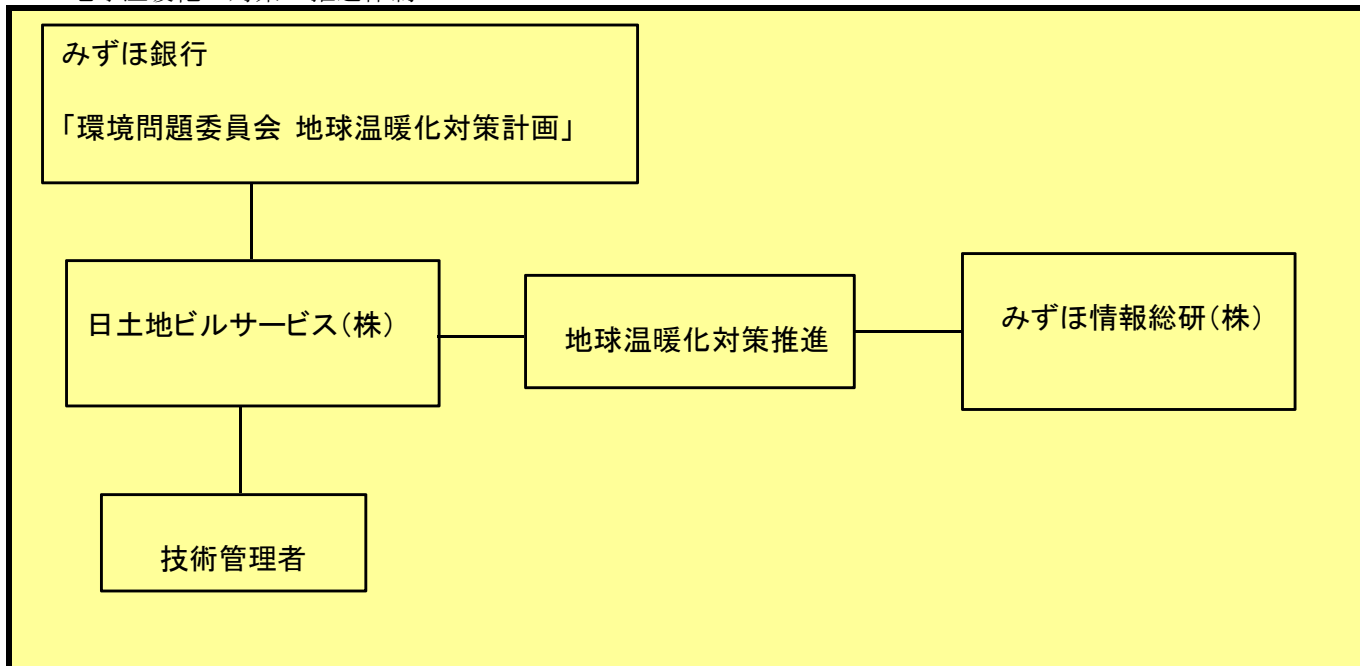 みずほ銀行
「環境問題委員会 地球温暖化対策計画」
日土地ビルサービス（株）
地球温暖化対策推進
みずほ情報総研（株）
技術管理者